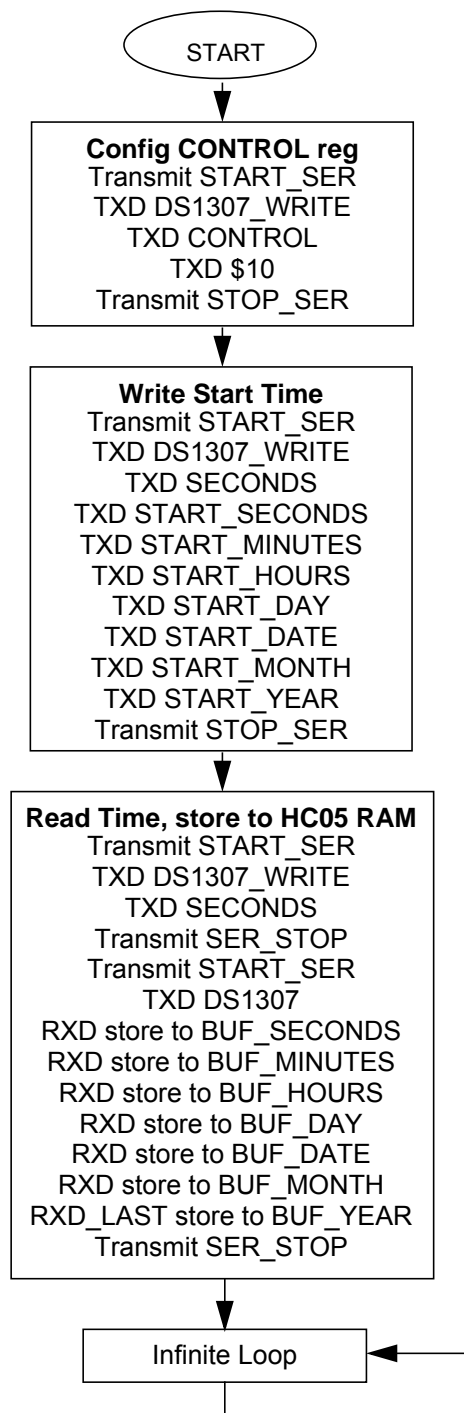 START
Config CONTROL reg
Transmit START_SER
TXD DS1307_WRITE
TXD CONTROL
TXD $10
Transmit STOP_SER
Write Start Time
Transmit START_SER
TXD DS1307_WRITE
TXD SECONDS
TXD START_SECONDS
TXD START_MINUTES
TXD START_HOURS
TXD START_DAY
TXD START_DATE
TXD START_MONTH
TXD START_YEAR
Transmit STOP_SER
Read Time, store to HC05 RAM
Transmit START_SER
TXD DS1307_WRITE
TXD SECONDS
Transmit SER_STOP
Transmit START_SER
TXD DS1307
RXD store to BUF_SECONDS
RXD store to BUF_MINUTES
RXD store to BUF_HOURS
RXD store to BUF_DAY
RXD store to BUF_DATE
RXD store to BUF_MONTH
RXD_LAST store to BUF_YEAR
Transmit SER_STOP
Infinite Loop